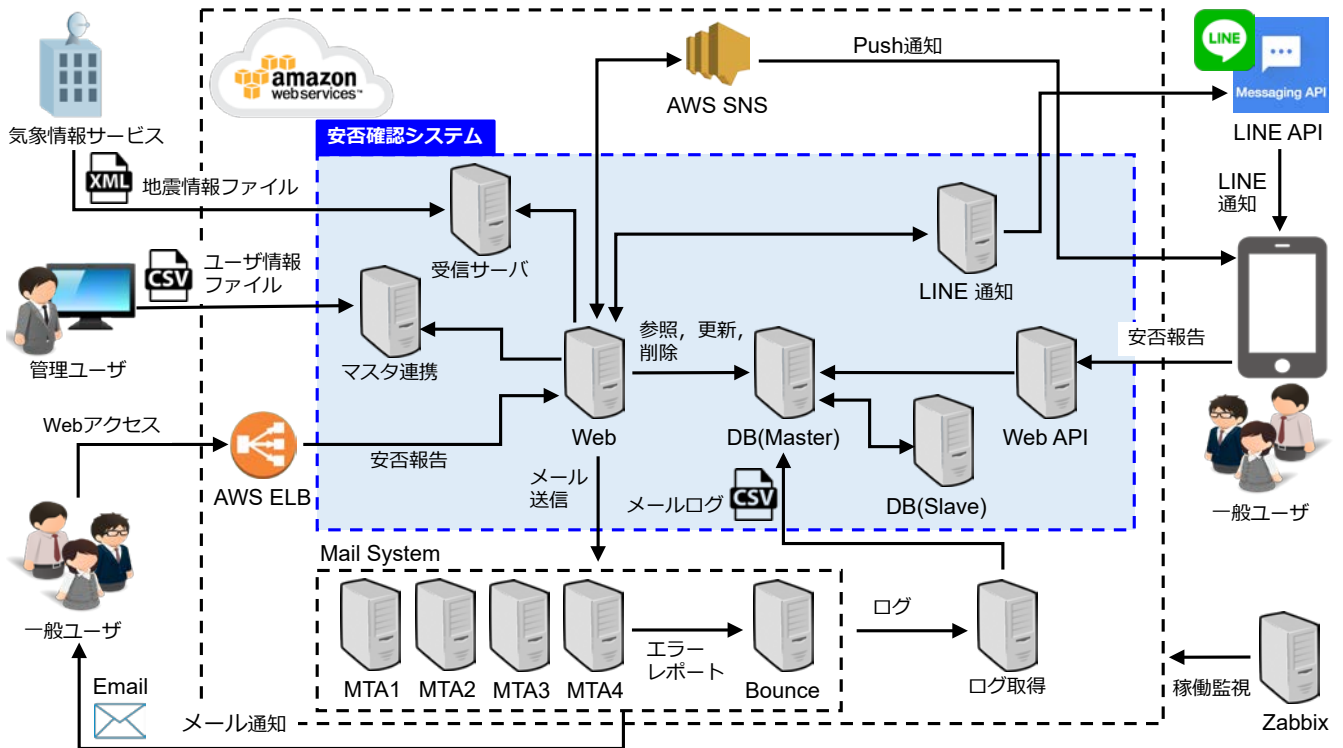 amazon
webservices™
AWS SNS
Push通知
LINE
Messaging API
LINE API
LINE
通知
気象情報サービス
XML
地震情報ファイル
安否確認システム
受信サーバ
LINE 通知
CSV
ユーザ情報
ファイル
管理ユーザ
マスタ連携
参照，更新，
削除
安否報告
Webアクセス
AWS ELB
安否報告
Web
DB(Master)
Web API
DB(Slave)
一般ユーザ
メール
送信
メールログ
CSV
一般ユーザ
Mail System
MTA1
MTA2
MTA3
MTA4
エラー
レポート
Bounce
ログ
ログ取得
稼働監視
Zabbix
Email
メール通知